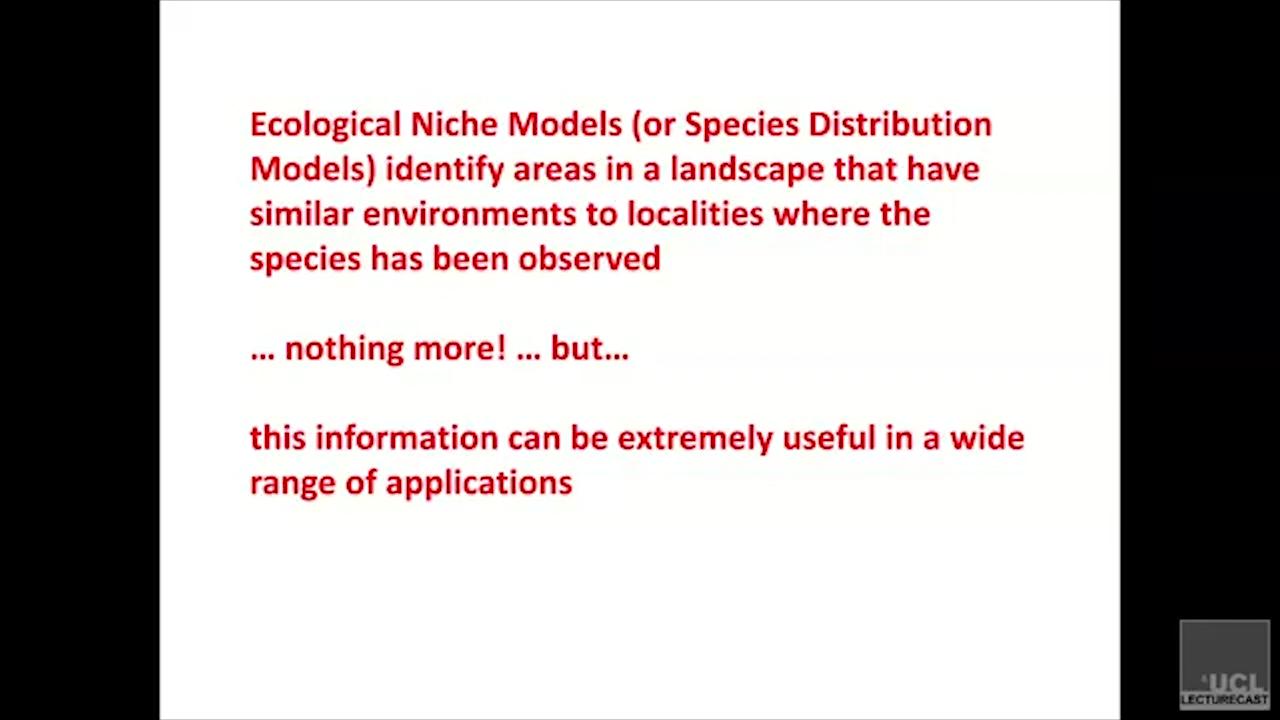 Ecological Niche Models (or Species Distribution
Models) identify areas in a landscape that have
similar environments to localities where the
species has been observed
… nothing more! … but…
this information can be extremely useful in a wide
range of applications
UCL
LECTURECAST